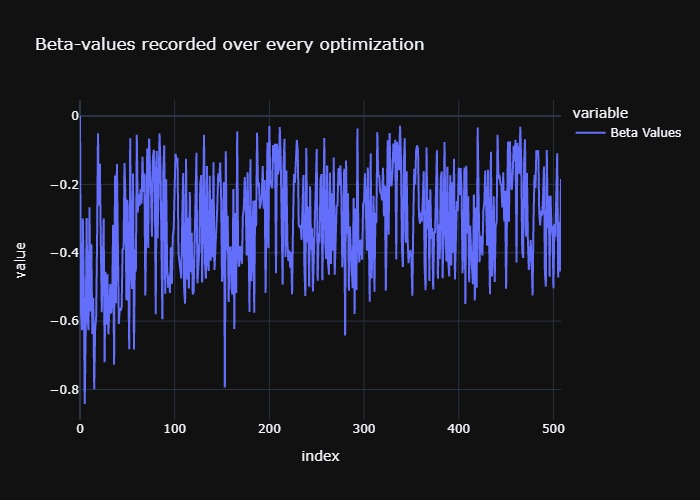 Beta-values recorded over every optimization
variable
Beta Values
value
0
−0.2
−0.4
−0.6
−0.8
0 100 200 300 400 500
index